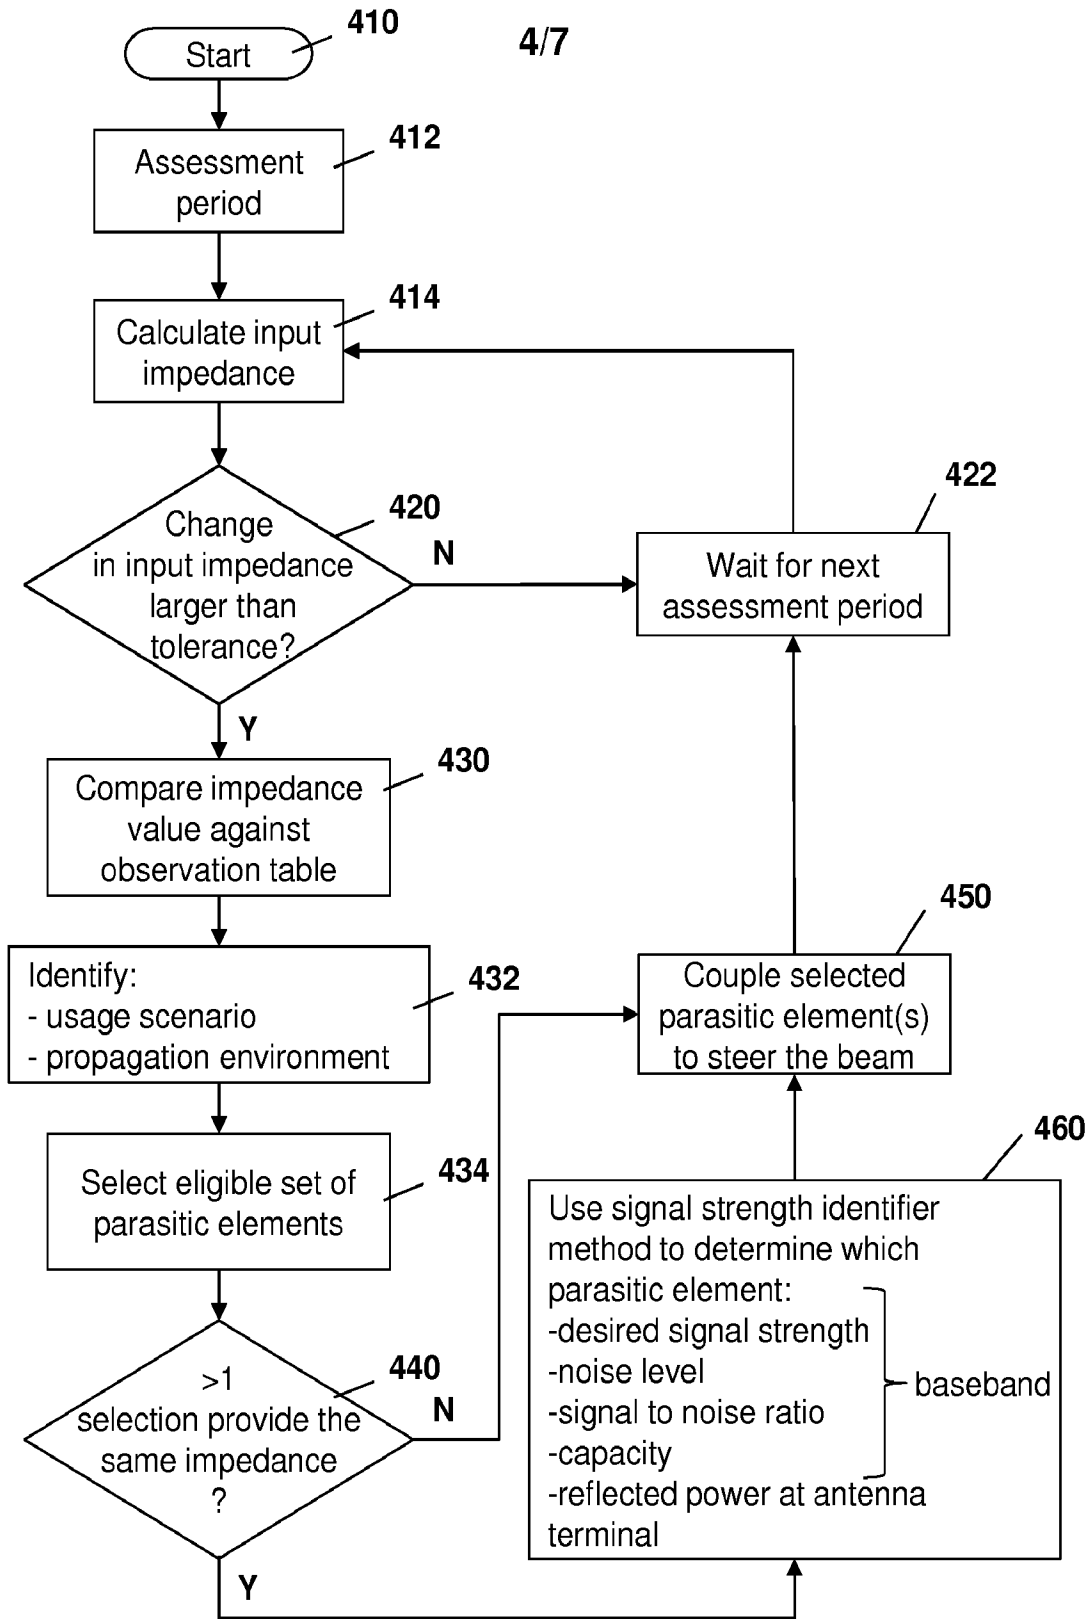 410
4/7
Start
412
Assessment
period
414
Calculate input
impedance
422
420
Change
in input impedance
larger than
tolerance?
N
Wait for next
assessment period
Y
430
Compare impedance
value against
observation table
450
432
Identify:
- usage scenario
- propagation environment
Couple selected
parasitic element(s)
to steer the beam
460
434
Select eligible set of
parasitic elements
Use signal strength identifier
method to determine which
parasitic element:
-desired signal strength
-noise level
-signal to noise ratio
-capacity
-reflected power at antenna
terminal
baseband
440
>1
selection provide the
same impedance
?
N
Y